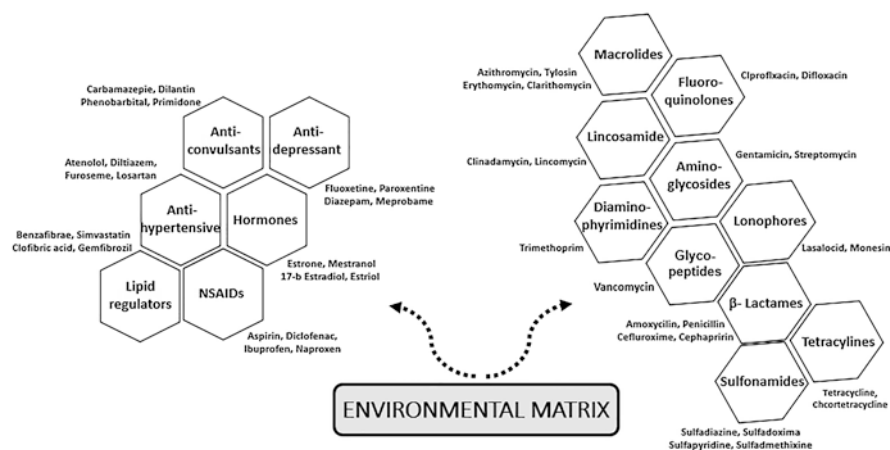 Carbamazepie, Dilantin
Phenobarbital, Primidone
Anti-
convulsants
Anti-
depressant
Atenolol, Diltiazem,
Furoseme, Losartan
Fluoxetine, Paroxentine
Diazepam, Meprobame
Anti-
hypertensive
Hormones
Benzafibrae, Simvastatin
Clofibric acid, Gemfibrozil
Estrone, Mestranol
17-b Estradiol, Estriol
Lipid
regulators
NSAIDs
Aspirin, Diclofenac,
Ibuprofen, Naproxen
Macrolides
Azithromycin, Tylosin
Erythomycin, Clarithomycin
Fluoro-
quinolones
Clproflxacin, Difloxacin
Lincosamide
Clinadamycin, Lincomycin
Amino-
glycosides
Gentamicin, Streptomycin
Diamino-
phyrimidines
Trimethoprim
Lonophores
Lasalocid, Monesin
Glyco-
peptides
Vancomycin
β- Lactames
Amoxycilin, Penicillin
Cefluroxime, Cephapririn
Tetracylines
Tetracycline,
Chcortetracycline
Sulfonamides
Sulfadiazine, Sulfadoxima
Sulfapyridine, Sulfadmethixine
ENVIRONMENTAL MATRIX